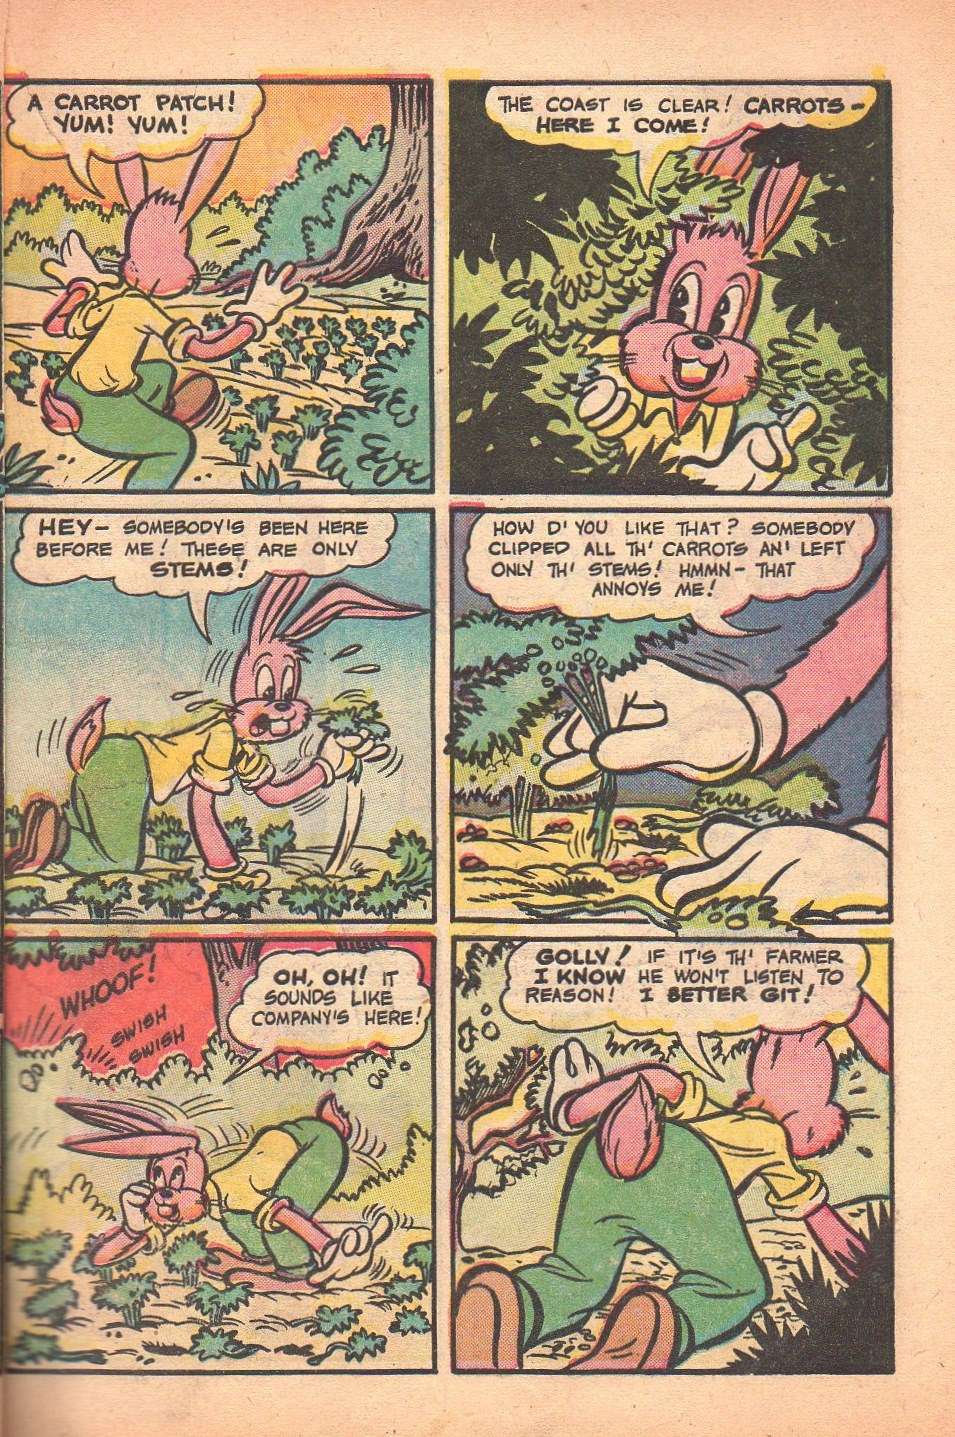 A CARROT PATCH!
YUM! YUM!
THE COAST IS CLEAR! CARROTS-
HERE I COME!
HEY- SOMEBODY'S BEEN HERE
BEFORE ME! THESE ARE ONLY
STEMS!
HOW D'YOU LIKE THAT? SOMEBODY
CLIPPED ALL TH' CARROTS AN' LEFT
ONLY TH' STEMS! HMMN- THAT
ANNOYS ME!
WHOOF!
SWISH
SWISH
OH, OH! IT
SOUNDS LIKE
COMPANY'S HERE!
GOLLY! IF IT'S TH' FARMER
I KNOW HE WON'T LISTEN TO
REASON! I BETTER GIT!